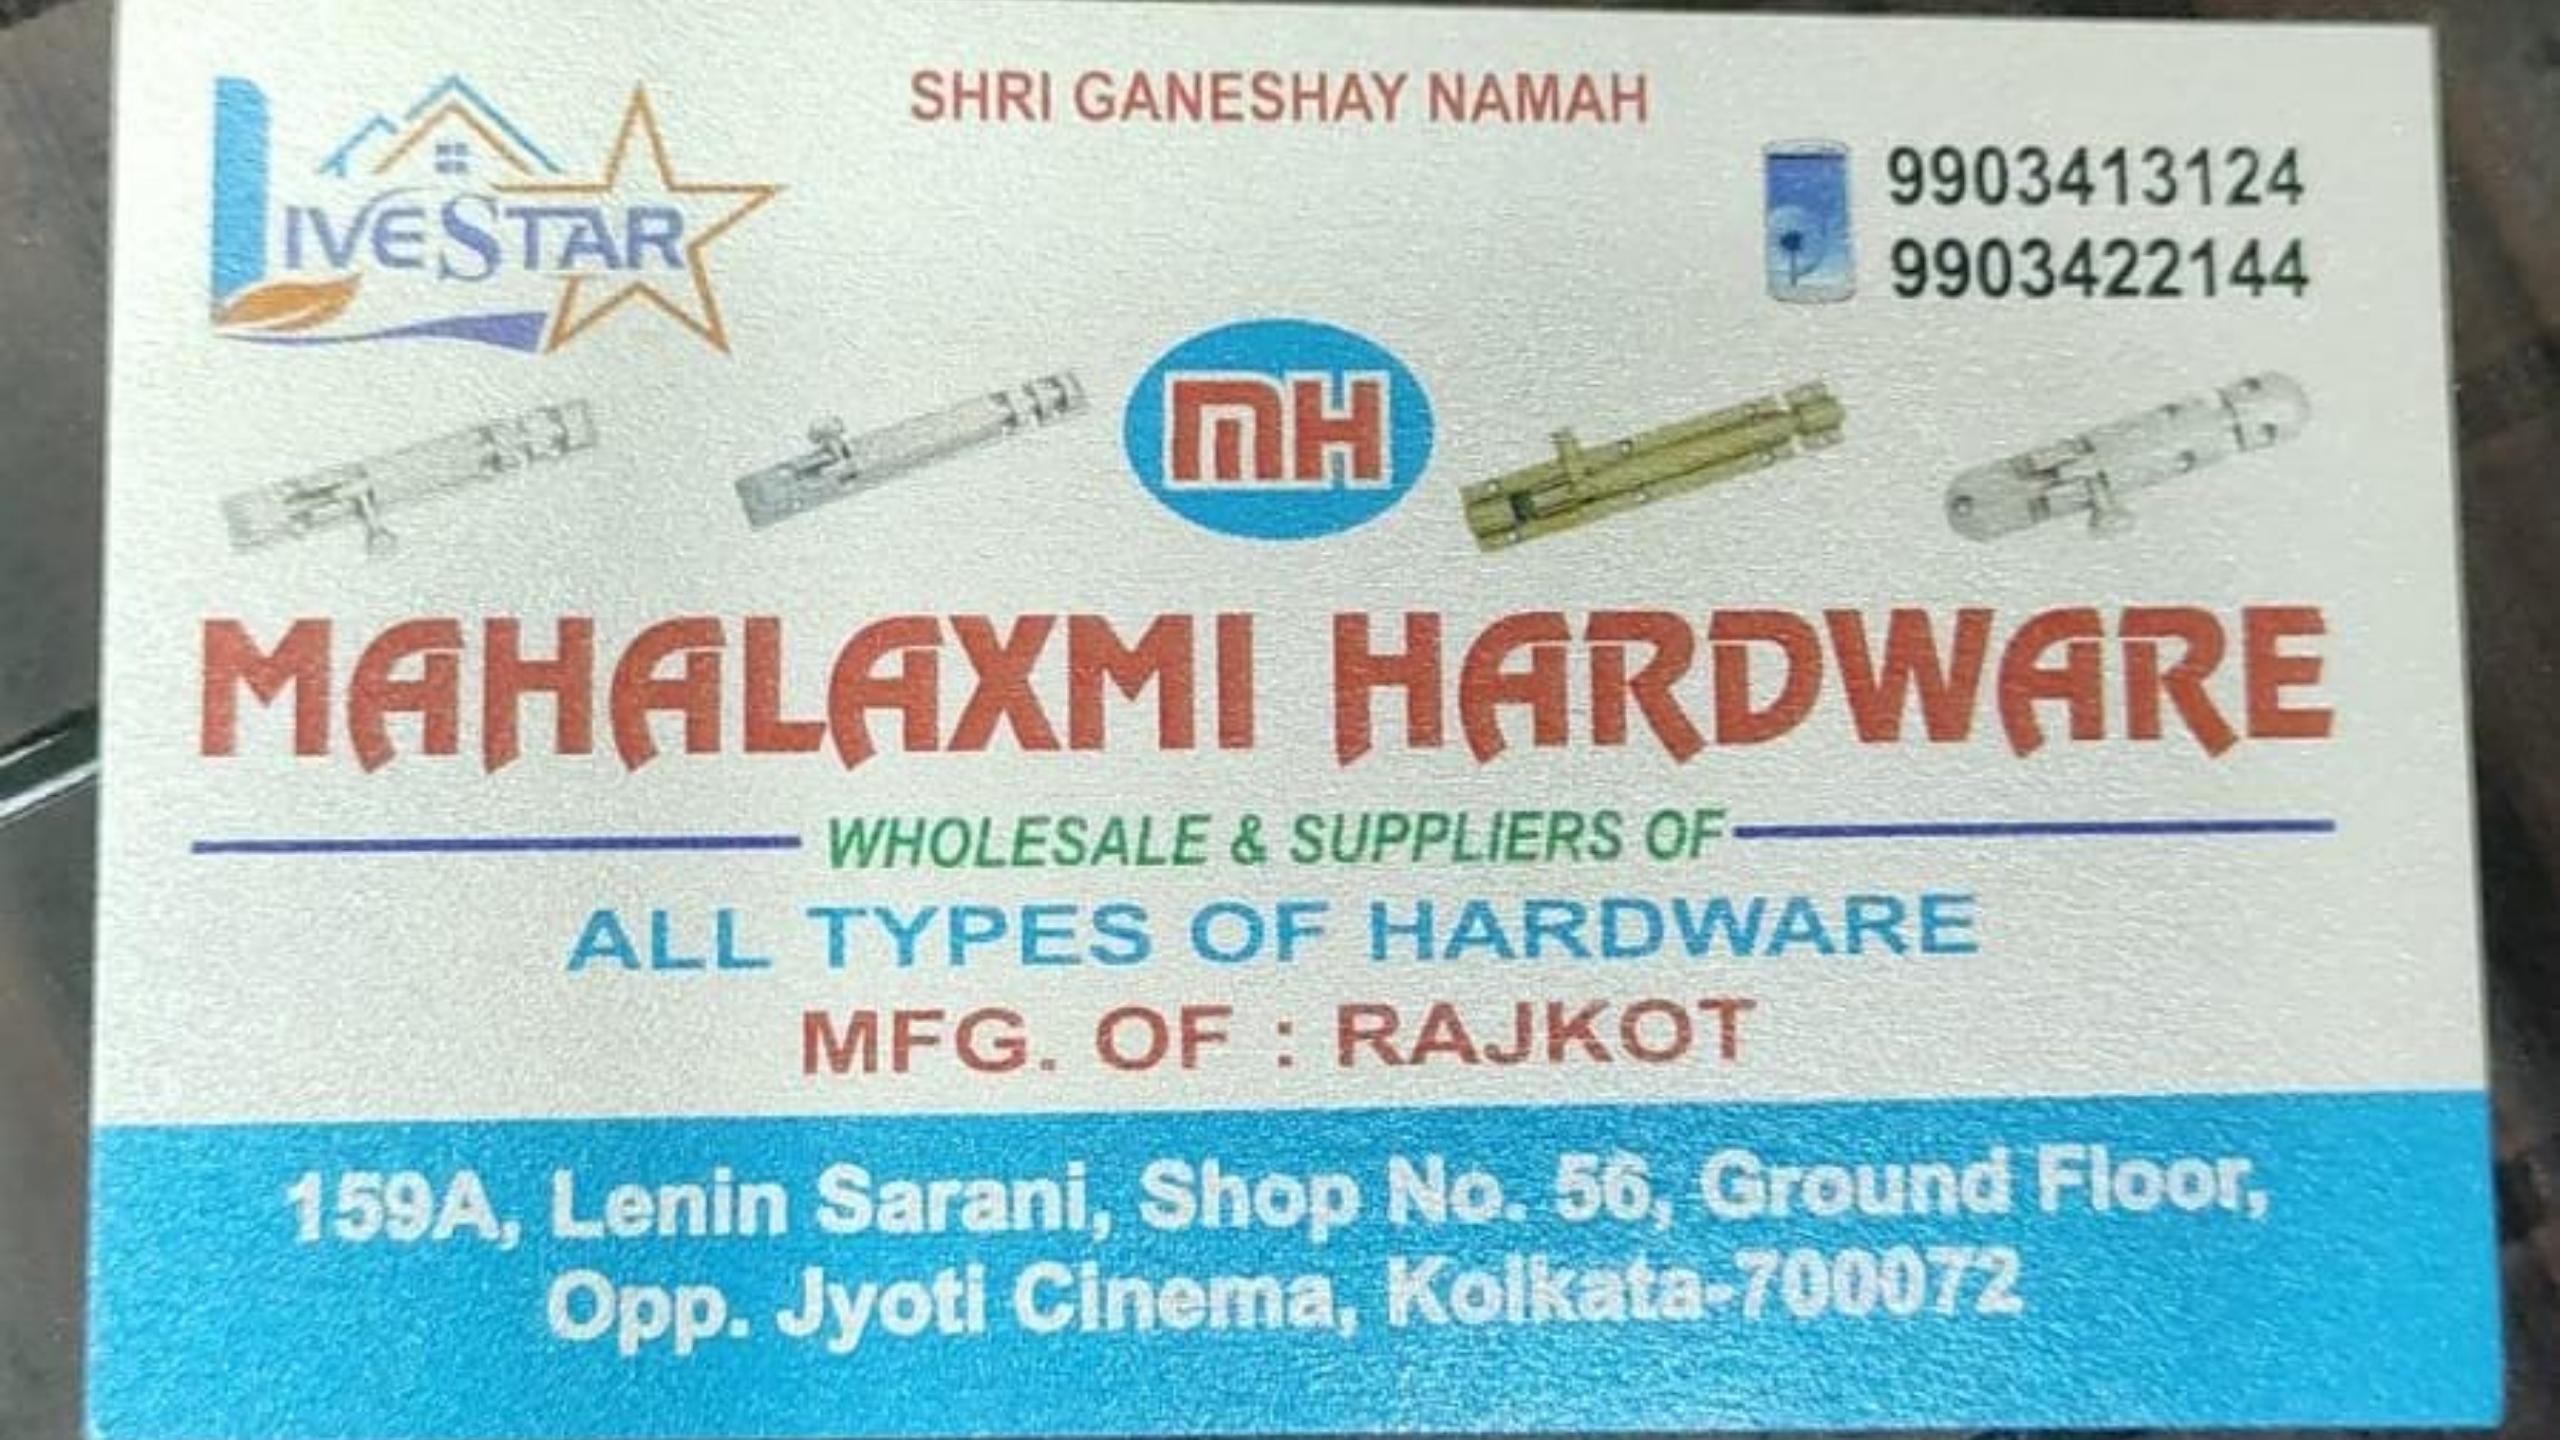 SHRI GANESHAY NAMAH
LIVESTAR
9903413124
9903422144
MH
MAHALAXMI HARDWARE
WHOLESALE & SUPPLIERS OF
ALL TYPES OF HARDWARE
MFG. OF : RAJKOT
159A, Lenin Sarani, Shop No. 56, Ground Floor,
Opp. Jyoti Cinema, Kolkata-700072